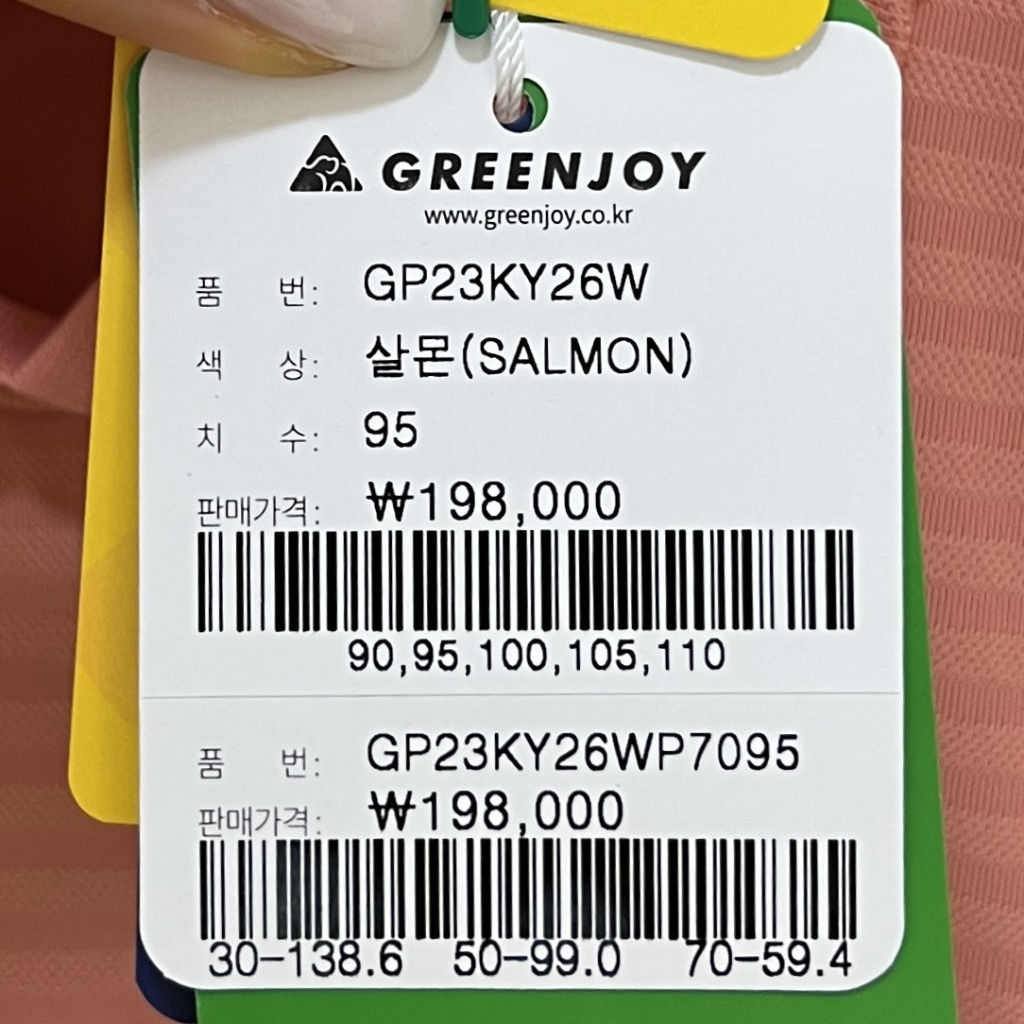 GREENJOY
www.greenjoy.co.kr
품 번: GP23KY26W
색 상: 살몬(SALMON)
치 수: 95
판매가격: ₩198,000
90,95,100,105,110
품 번: GP23KY26WP7095
판매가격: ₩198,000
30-138.6 50-99.0 70-59.4